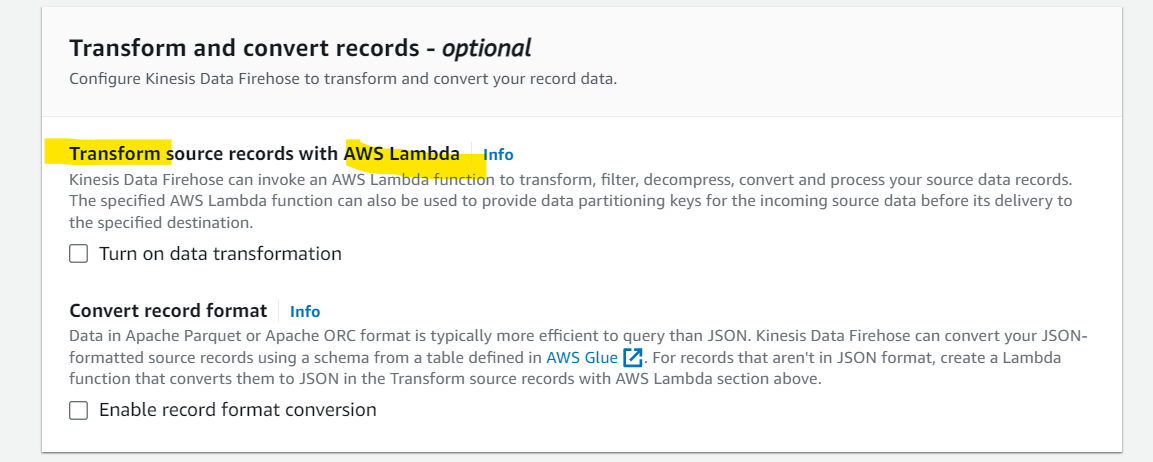 Transform and convert records - optional
Configure Kinesis Data Firehose to transform and convert your record data.
Transform source records with AWS Lambda Info
Kinesis Data Firehose can invoke an AWS Lambda function to transform, filter, decompress, convert and process your source data records.
The specified AWS Lambda function can also be used to provide data partitioning keys for the incoming source data before its delivery to
the specified destination.
Turn on data transformation
Convert record format Info
Data in Apache Parquet or Apache ORC format is typically more efficient to query than JSON. Kinesis Data Firehose can convert your JSON-
formatted source records using a schema from a table defined in AWS Glue. For records that aren't in JSON format, create a Lambda
function that converts them to JSON in the Transform source records with AWS Lambda section above.
Enable record format conversion